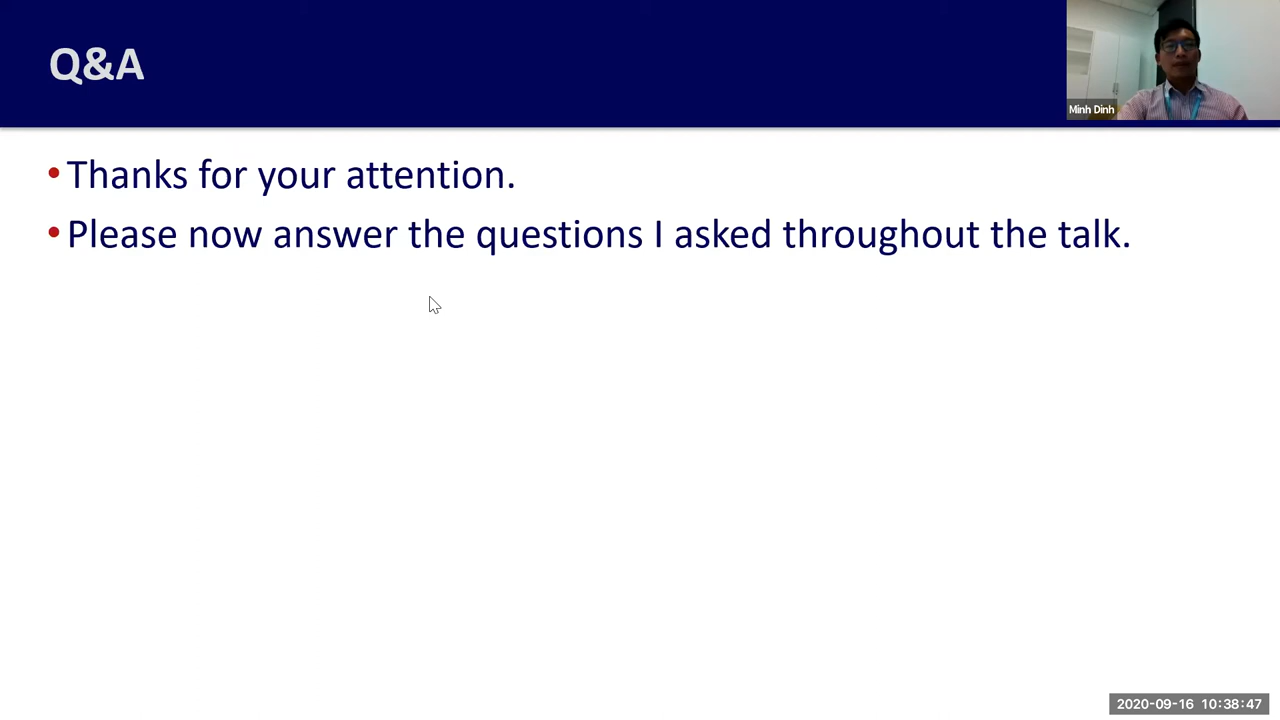 Q&A
Minh Dinh
•Thanks for your attention.
•Please now answer the questions I asked throughout the talk.
2020-09-16 10:38:47